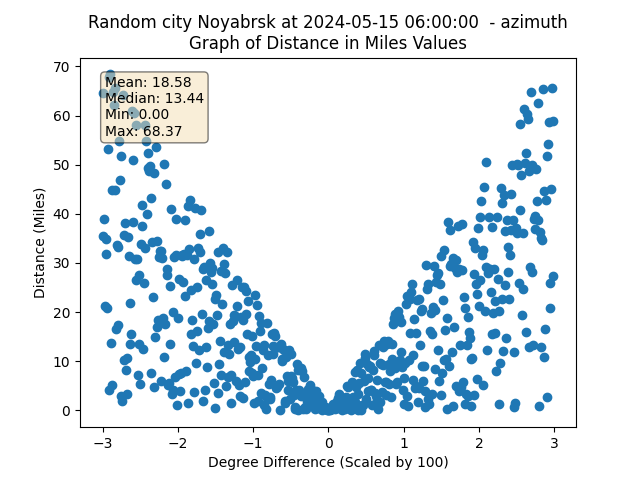 Random city Noyabrsk at 2024-05-15 06:00:00 - azimuth
Graph of Distance in Miles Values
70
60
50
40
30
20
10
0
Distance (Miles)
Mean: 18.58
Median: 13.44
Min: 0.00
Max: 68.37
−3
−2
−1
0
1
2
3
Degree Difference (Scaled by 100)